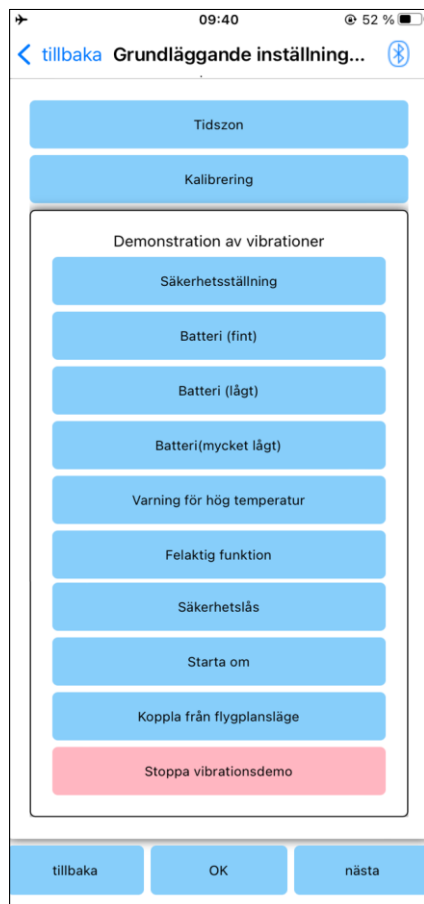 09:40
52 %
tillbaka Grundläggande inställning...
Tidszon
Kalibrering
Demonstration av vibrationer
Säkerhetsställning
Batteri (fint)
Batteri (lågt)
Batteri(mycket lågt)
Varning för hög temperatur
Felaktig funktion
Säkerhetslås
Starta om
Koppla från flygplansläge
Stoppa vibrationsdemo
tillbaka
OK
nästa